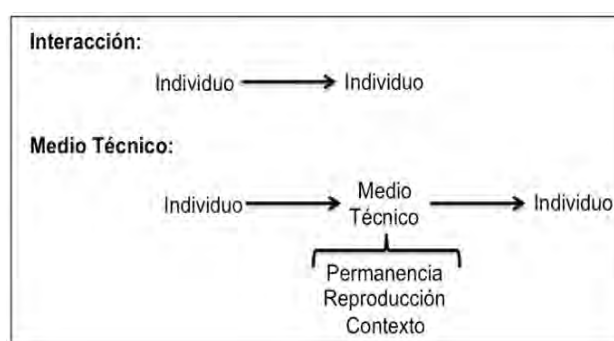 Interacción:
Individuo Individuo
Medio Técnico:
Individuo Medio Técnico Individuo
Permanencia
Reproducción
Contexto